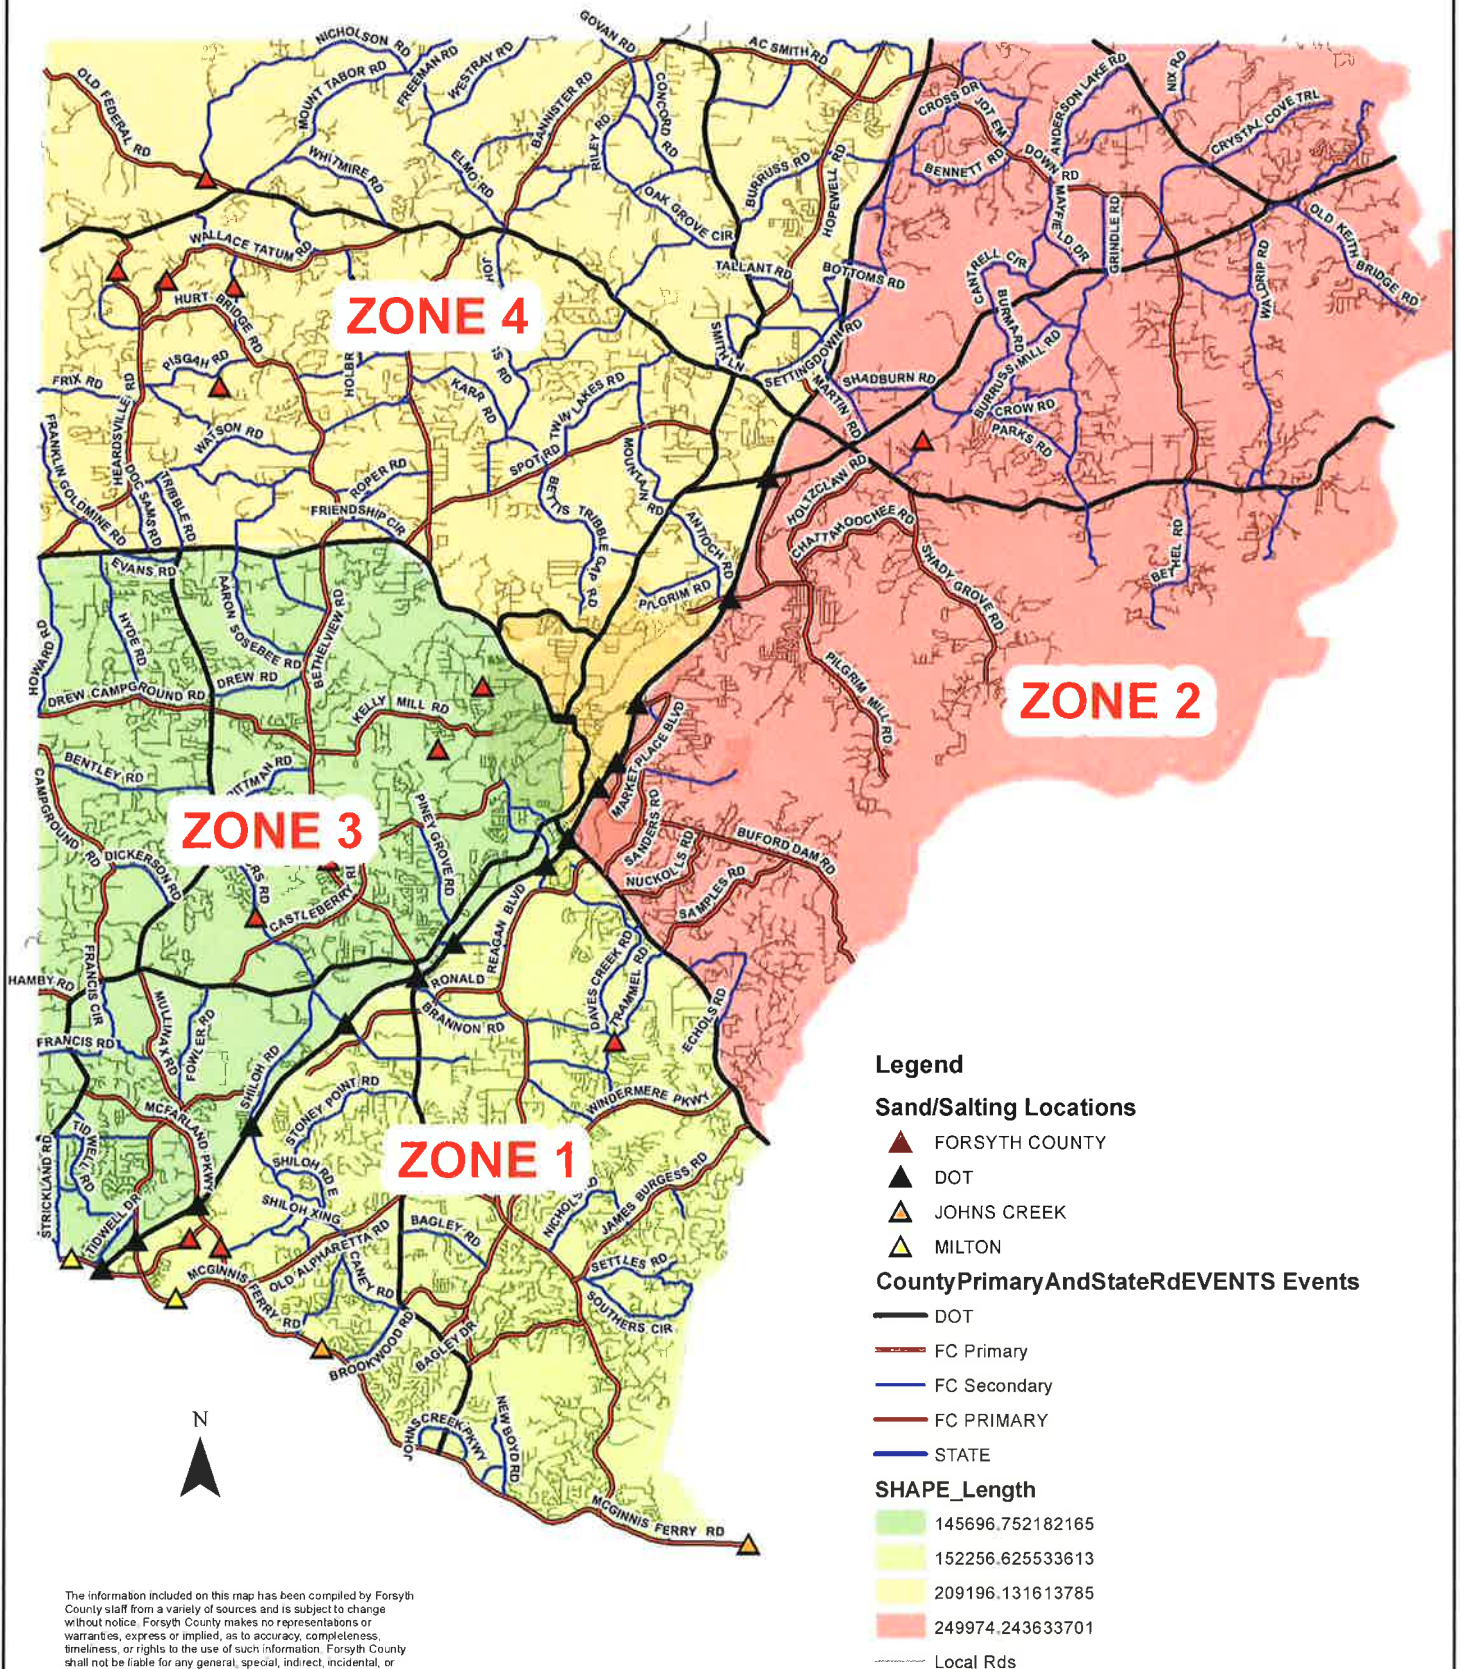 NICHOLSON RD
GOVAN RD
AC SMITH RD
OLD FEDERAL RD
MOUNT TABOR RD
FREEMAN RD
WESTRAY RD
BANNISTER RD
CONCORD RD
RILEY RD
NIX RD
ANDERSON LAKE RD
CROSS DR
JOT EM DOWN RD
CRYSTAL COVE TRL
WHITMIRE RD
ELMO RD
BURRUSS RD
HOPEWELL RD
BENNETT RD
OAK GROVE CIR
MAYFIELD DR
GRINDLE RD
OLD KEITH BRIDGE RD
WALLACE TATUM RD
TALLANT RD
BOTTOMS RD
CANTRELL CIR
WALDRIP RD
HURT BRIDGE RD
ZONE 4
BURMA RD
SMITH LN
SETTINGDOWN RD
BURRUSS MILL RD
PISGAH RD
FRIX RD
KARR RD
TWIN LAKES RD
MARTIN RD
SHADBURN RD
CROW RD
PARKS RD
HEARDSVILLE RD
WATSON RD
FRANKLIN GOLDMINE RD
DOC SAMS RD
TRIBBLE RD
ROPER RD
SPOT RD
MOUNTAIN RD
HOLTZCLAW RD
FRIENDSHIP CIR
BETTIS TRIBBLE GAP RD
ANTIOCH RD
CHATTAHOOCHEE RD
EVANS RD
SHADY GROVE RD
BETHEL RD
AARON SOSEBEE RD
PILGRIM RD
HYDE RD
BETHELVIEW RD
HOWARD RD
DREW CAMPGROUND RD
DREW RD
PILGRIM MILL RD
ZONE 2
KELLY MILL RD
MARKET PLACE BLVD
BENTLEY RD
PITTMAN RD
CAMPGROUND RD
ZONE 3
PINEY GROVE RD
SANDERS RD
BUFORD DAM RD
DICKERSON RD
NUCKOLLS RD
SAMPLES RD
CASTLEBERRY RD
RONALD REAGAN BLVD
DAVES CREEK RD
TRAMMEL RD
HAMBY RD
FRANCIS CIR
MULLINAX RD
FOWLER RD
BRANNON RD
ECHOLS RD
FRANCIS RD
SHILOH RD
STONEY POINT RD
WINDERMERE PKWY
MCFARLAND PKWY
STRICKLAND RD
TIDWELL RD
ZONE 1
SHILOH RD E
TIDWELL DR
SHILOH XING
BAGLEY RD
NICHOLS RD
JAMES BURGESS RD
OLD ALPHARETTA RD
CANEY RD
SETTLES RD
MCGINNIS FERRY RD
SOUTHERS CIR
BROOKWOOD RD
BAGLEY DR
JOHNS CREEK PKWY
NEW BOYD RD
MCGINNIS FERRY RD
N
Legend
Sand/Salting Locations
FORSYTH COUNTY
DOT
JOHNS CREEK
MILTON
CountyPrimaryAndStateRdEVENTS Events
DOT
FC Primary
FC Secondary
FC PRIMARY
STATE
SHAPE_Length
145696.752182165
152256.625533613
209196.131613785
249974.243633701
Local Rds
The information included on this map has been compiled by Forsyth
County staff from a variety of sources and is subject to change
without notice. Forsyth County makes no representations or
warranties, express or implied, as to accuracy, completeness,
timeliness, or rights to the use of such information. Forsyth County
shall not be liable for any general, special, indirect, incidental, or